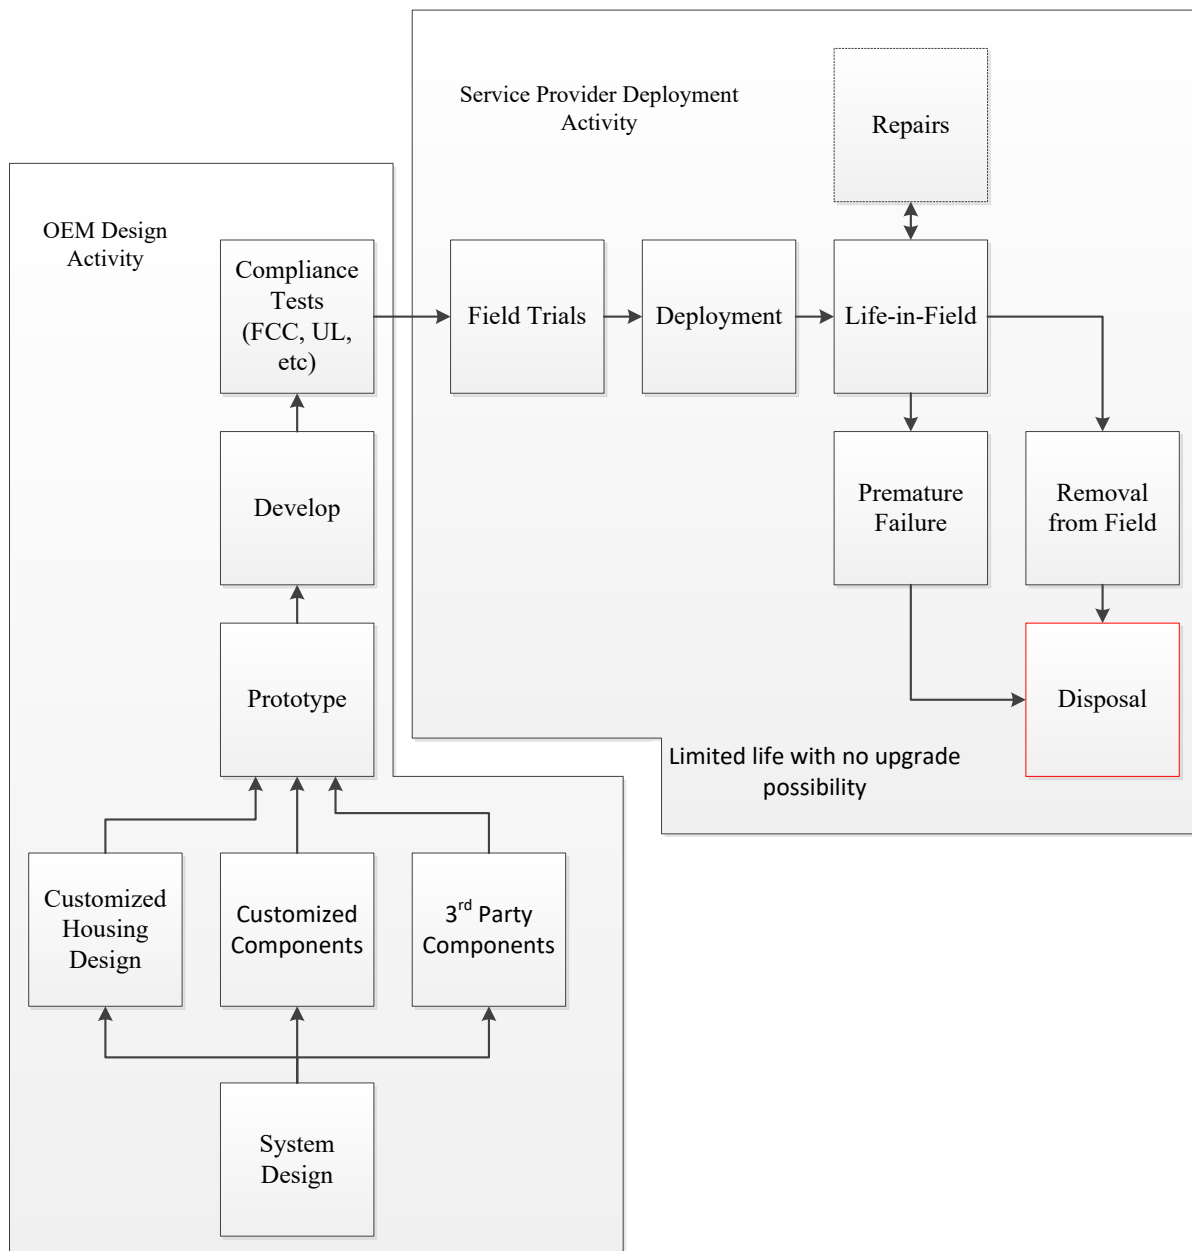 Service Provider Deployment
Activity
Repairs
OEM Design
Activity
Compliance
Tests
(FCC, UL,
etc)
Field Trials
Deployment
Life-in-Field
Develop
Premature
Failure
Removal
from Field
Prototype
Disposal
Limited life with no upgrade
possibility
Customized
Housing
Design
Customized
Components
3rd Party
Components
System
Design